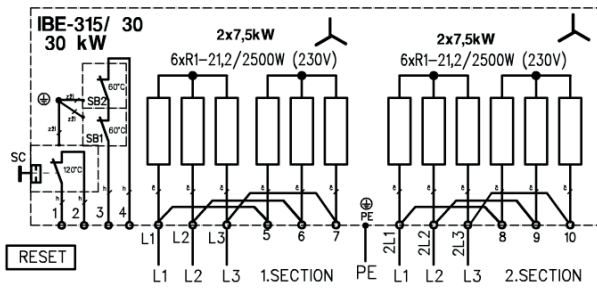 IBE-315/ 30
30 kW
2x7,5kW
6xR1-21,2/2500W (230V)
2x7,5kW
6xR1-21,2/2500W (230V)
60°C
SB2
60°C
SB1
SC
120°C
PE
1 2 3 4 L1 L2 L3 5 6 7 2L1 2L2 2L3 8 9 10
RESET
L1 L2 L3 1.SECTION PE L1 L2 L3 2.SECTION